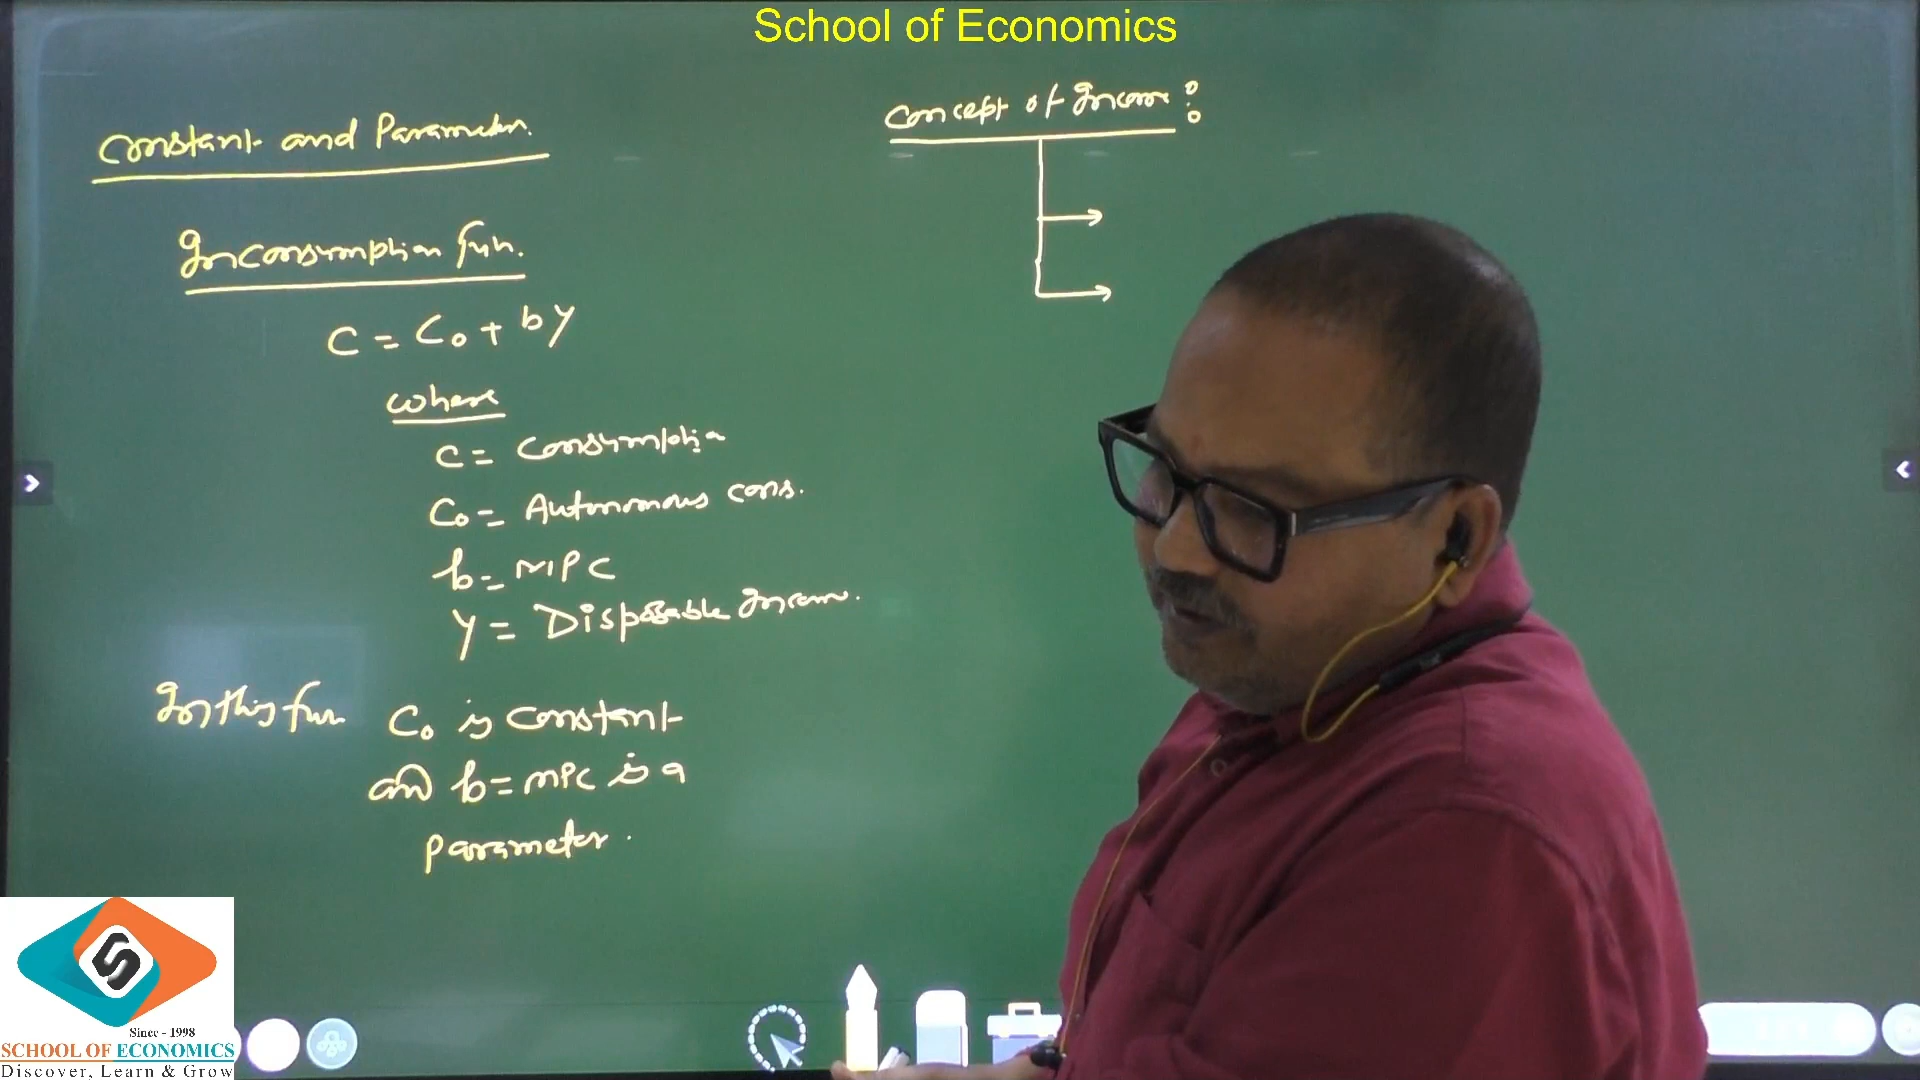 School of Economics
Constant and Parameter.
In consumption fun.
C = C₀ + bY
where
C = Consumption
C₀ = Autonomous cons.
b = MPC
Y = Disposable Income.
In this fun C₀ is constant
and b = MPC is a
parameter.
Concept of Income :
Since - 1998
SCHOOL OF ECONOMICS
Discover, Learn & Grow